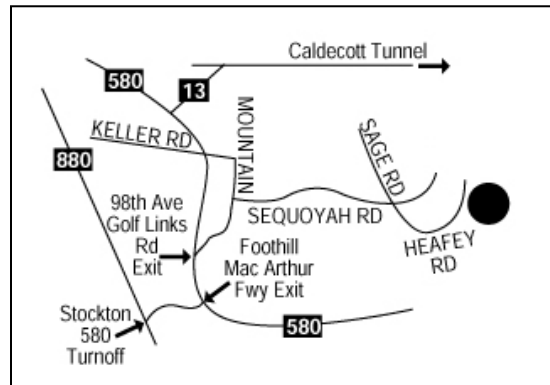 Caldecott Tunnel
580
13
KELLER RD
MOUNTAIN
880
SAGE RD
98th Ave
Golf Links
Rd
Exit
SEQUOYAH RD
HEAFEY
RD
Foothill
Mac Arthur
Fwy Exit
Stockton
580
Turnoff
580